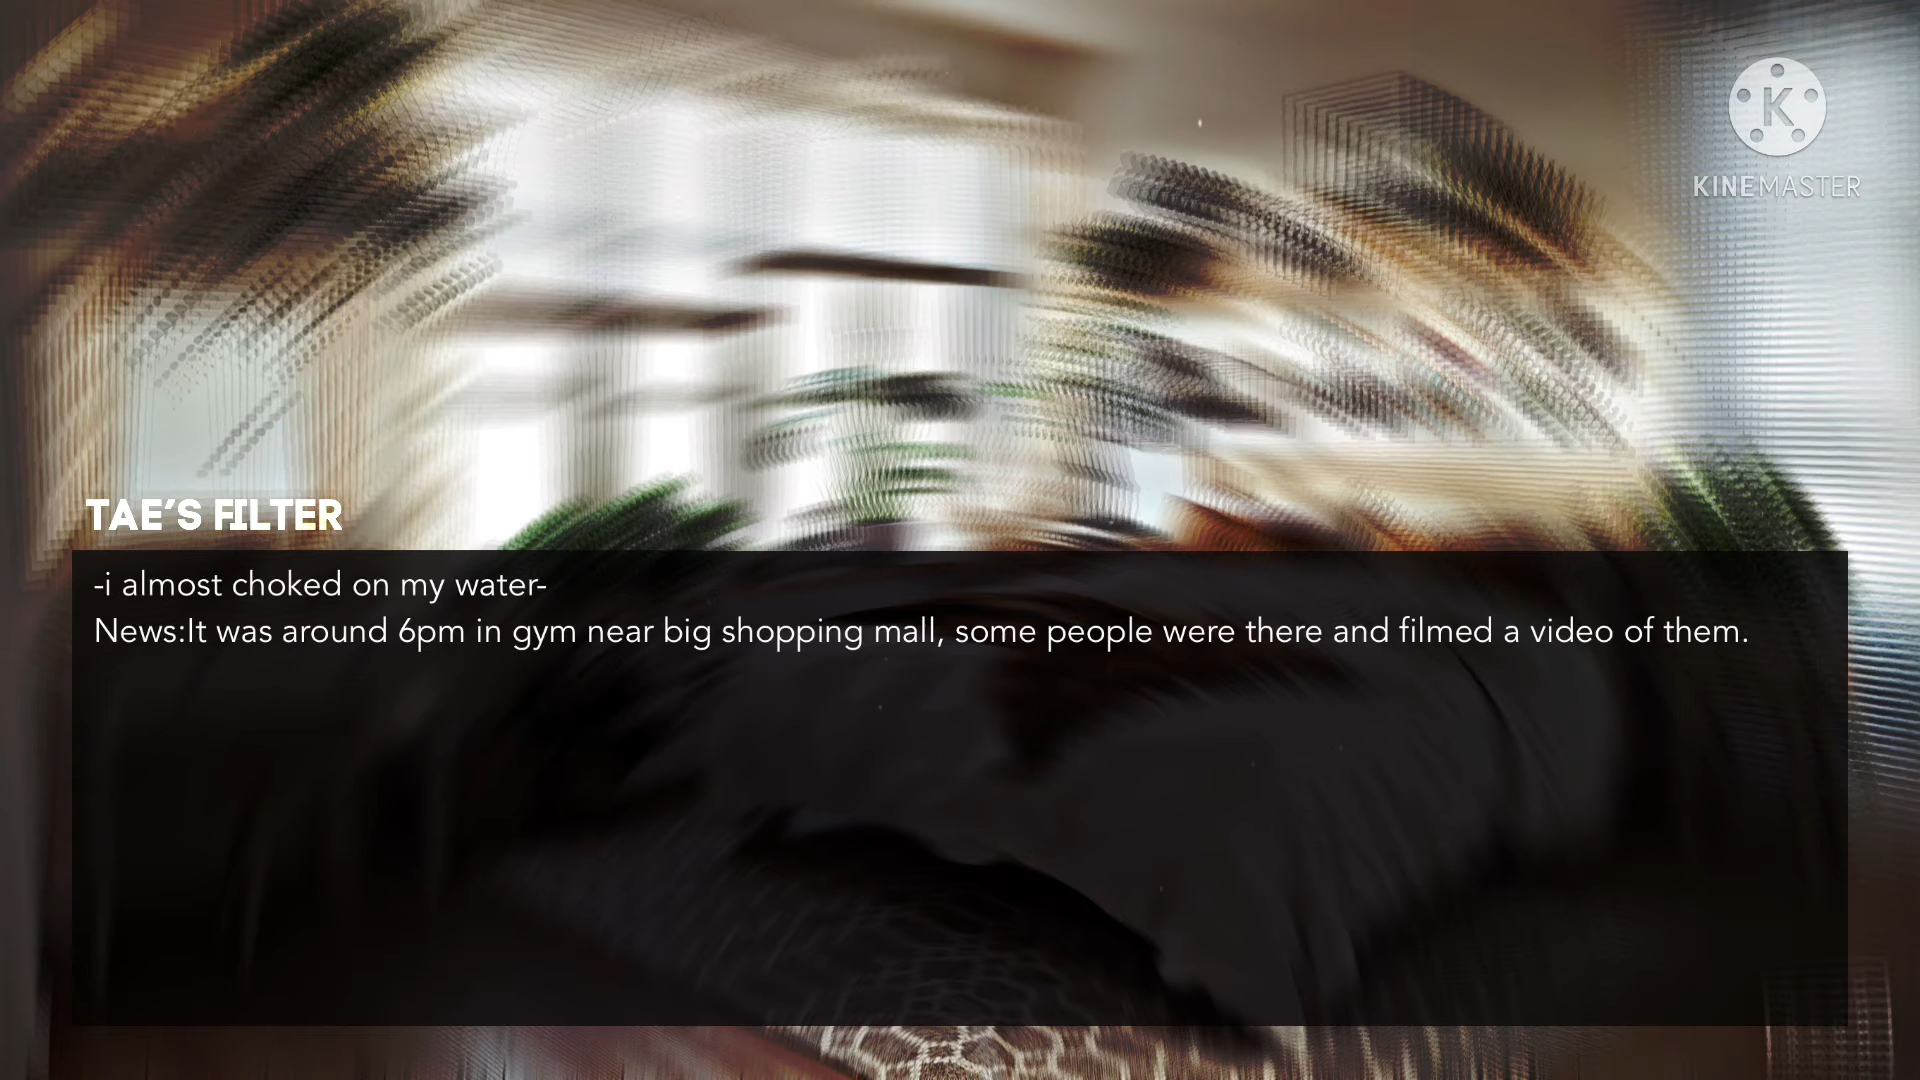 K
KINEMASTER
TAE'S FILTER
-i almost choked on my water-
News:It was around 6pm in gym near big shopping mall, some people were there and filmed a video of them.